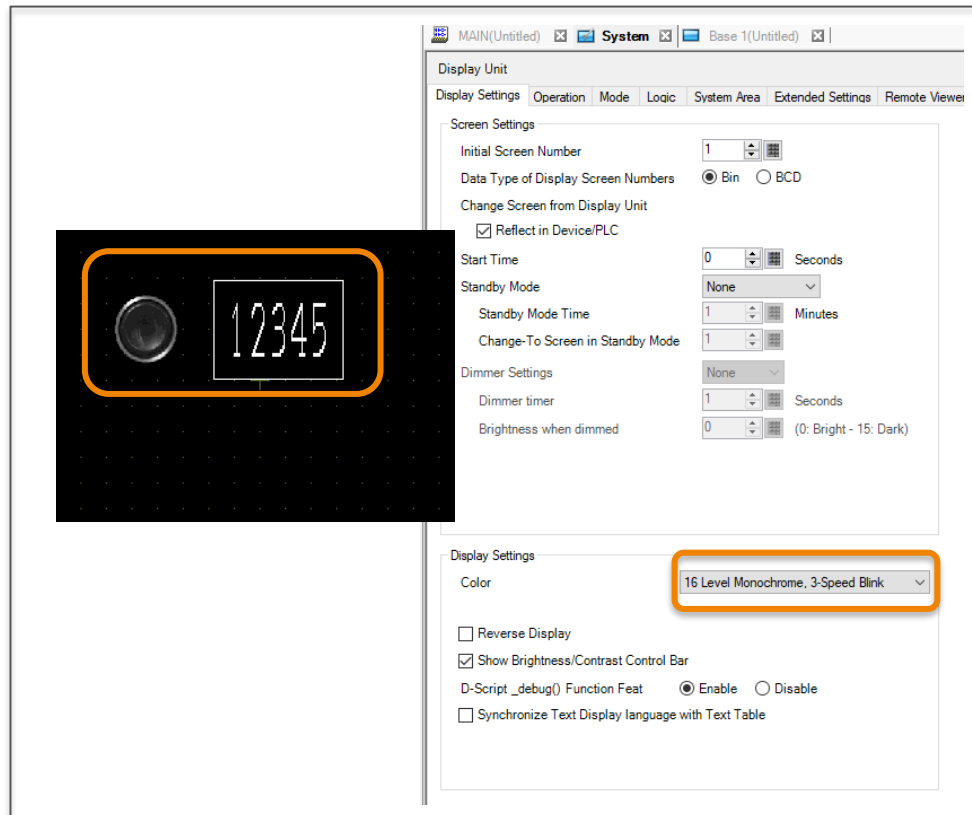 MAIN(Untitled) System Base 1(Untitled)
Display Unit
Display Settings Operation Mode Logic System Area Extended Settings Remote Viewer
Screen Settings
Initial Screen Number 1
Data Type of Display Screen Numbers Bin BCD
Change Screen from Display Unit
Reflect in Device/PLC
Start Time 0 Seconds
Standby Mode None
Standby Mode Time 1 Minutes
Change-To Screen in Standby Mode 1
Dimmer Settings None
Dimmer timer 1 Seconds
Brightness when dimmed 0 (0: Bright - 15: Dark)
12345
Display Settings
Color 16 Level Monochrome, 3-Speed Blink
Reverse Display
Show Brightness/Contrast Control Bar
D-Script _debug() Function Feat Enable Disable
Synchronize Text Display language with Text Table